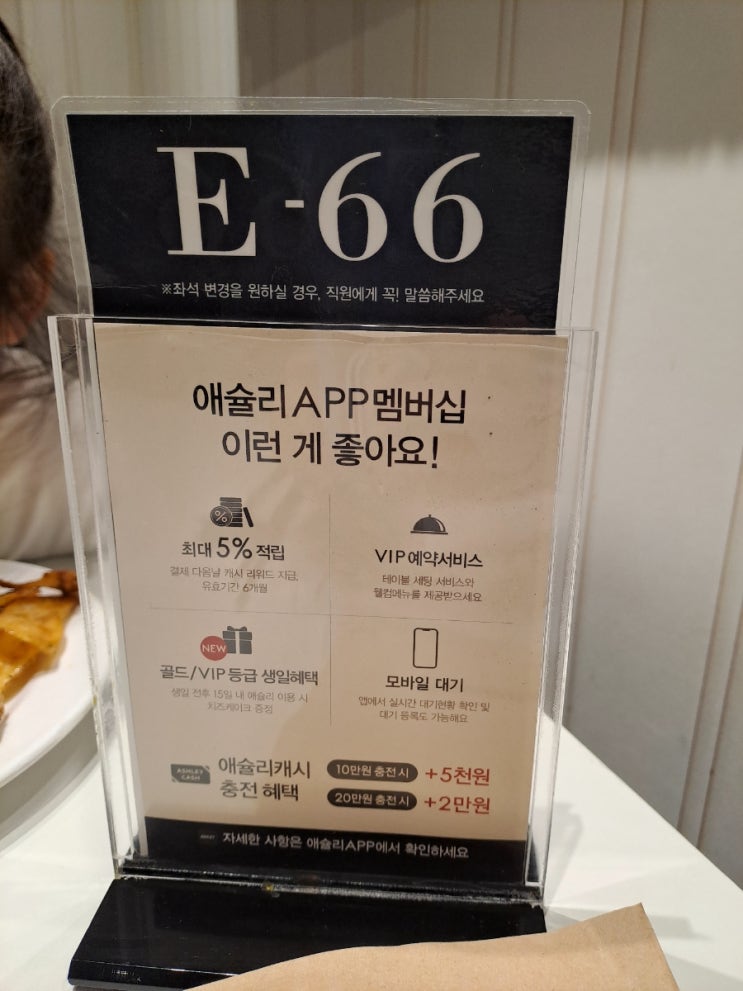 E-66
※좌석 변경을 원하실 경우, 직원에게 꼭! 말씀해주세요
애슐리APP멤버십
이런 게 좋아요!
%
최대 5% 적립
결제 다음날 캐시 리워드 지급,
유효기간 6개월
VIP예약서비스
테이블 세팅 서비스와
웰컴메뉴를 제공받으세요
NEW
골드/VIP등급 생일혜택
생일 전후 15일 내 애슐리 이용 시
치즈케이크 증정
모바일 대기
앱에서 실시간 대기현황 확인 및
대기 등록도 가능해요
ASHLEY
CASH
애슐리캐시
충전 혜택
10만원 충전 시 +5천원
20만원 충전 시 +2만원
자세한 사항은 애슐리APP에서 확인하세요